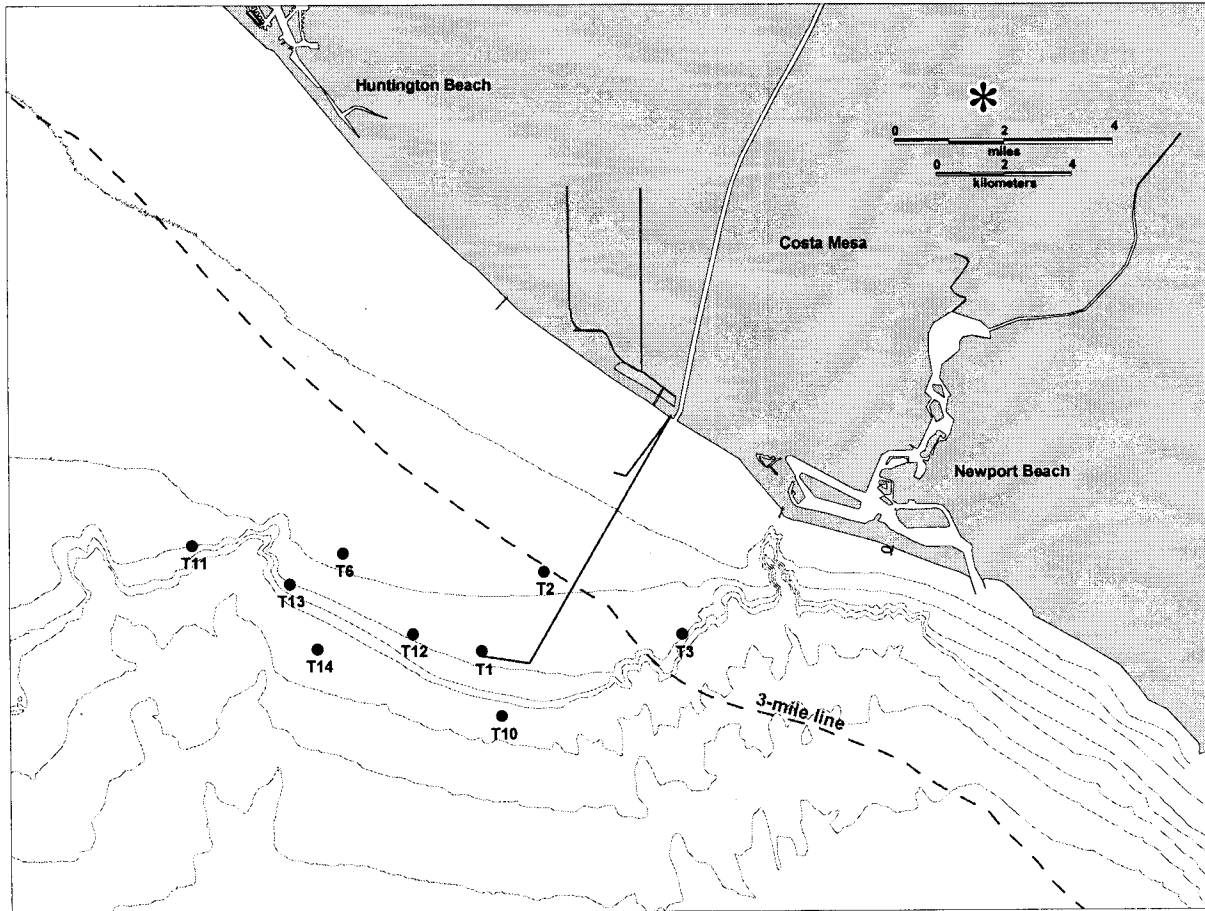 Huntington Beach
0 2 4
miles
0 2 4
kilometers
Costa Mesa
Newport Beach
T11
T6
T2
T13
T12
T3
T14
T1
T10
3-mile line